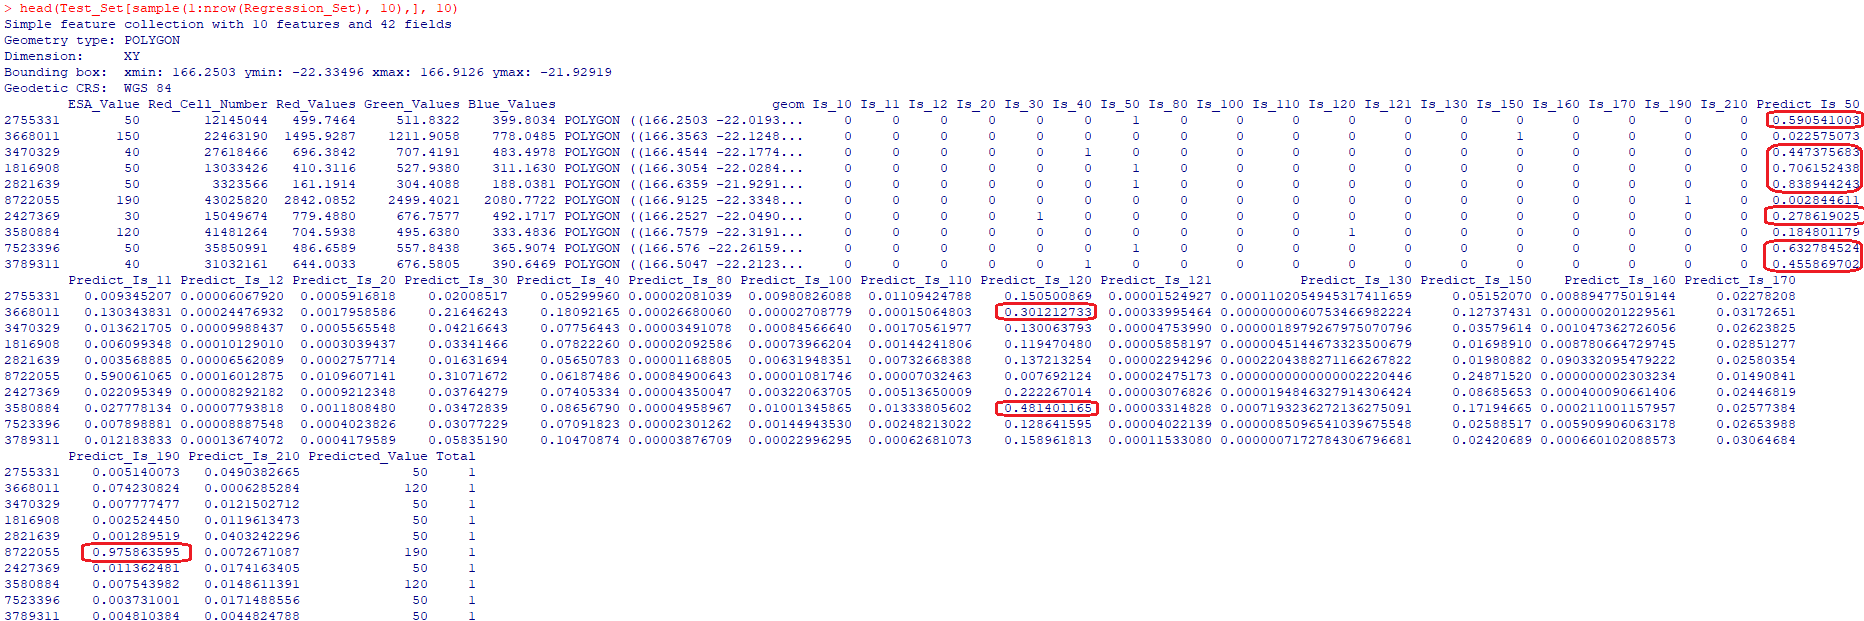 > head(Test_Set[sample(1:nrow(Regression_Set), 10),], 10)
Simple feature collection with 10 features and 42 fields
Geometry type: POLYGON
Dimension:     XY
Bounding box:  xmin: 166.2503 ymin: -22.33496 xmax: 166.9126 ymax: -21.92919
Geodetic CRS:  WGS 84
ESA_Value Red_Cell_Number Red_Values Green_Values Blue_Values geom Is_10 Is_11 Is_12 Is_20 Is_30 Is_40 Is_50 Is_80 Is_100 Is_110 Is_120 Is_121 Is_130 Is_150 Is_160 Is_170 Is_190 Is_210 Predict_Is_50
2755331 50 12145044 499.7464 511.8322 399.8034 POLYGON ((166.2503 -22.0193... 0 0 0 0 0 0 1 0 0 0 0 0 0 0 0 0 0 0 0.590541003
3668011 150 22463190 1495.9287 1211.9058 778.0485 POLYGON ((166.3563 -22.1248... 0 0 0 0 0 0 0 0 0 0 0 0 0 1 0 0 0 0 0.022575073
3470329 40 27618466 696.3842 707.4191 483.4978 POLYGON ((166.4544 -22.1774... 0 0 0 0 0 1 0 0 0 0 0 0 0 0 0 0 0 0 0.447375683
1816908 50 13033426 410.3116 527.9380 311.1630 POLYGON ((166.3054 -22.0284... 0 0 0 0 0 0 1 0 0 0 0 0 0 0 0 0 0 0 0.706152438
2821639 50 3323566 161.1914 304.4088 188.0381 POLYGON ((166.6359 -21.9291... 0 0 0 0 0 0 1 0 0 0 0 0 0 0 0 0 0 0 0.838944243
8722055 190 43025820 2842.0852 2499.4021 2080.7722 POLYGON ((166.9125 -22.3348... 0 0 0 0 0 0 0 0 0 0 0 0 0 0 0 0 1 0 0.002844611
2427369 30 15049674 779.4880 676.7577 492.1717 POLYGON ((166.2527 -22.0490... 0 0 0 0 1 0 0 0 0 0 0 0 0 0 0 0 0 0 0.278619025
3580884 120 41481264 704.5938 495.6380 333.4836 POLYGON ((166.7579 -22.3191... 0 0 0 0 0 0 0 0 0 0 1 0 0 0 0 0 0 0 0.184801179
7523396 50 35850991 486.6589 557.8438 365.9074 POLYGON ((166.576 -22.26159... 0 0 0 0 0 0 1 0 0 0 0 0 0 0 0 0 0 0 0.632784524
3789311 40 31032161 644.0033 676.5805 390.6469 POLYGON ((166.5047 -22.2123... 0 0 0 0 0 1 0 0 0 0 0 0 0 0 0 0 0 0 0.455869702
Predict_Is_11 Predict_Is_12 Predict_Is_20 Predict_Is_30 Predict_Is_40 Predict_Is_80 Predict_Is_100 Predict_Is_110 Predict_Is_120 Predict_Is_121 Predict_Is_130 Predict_Is_150 Predict_Is_160 Predict_Is_170
2755331 0.009345207 0.00006067920 0.0005916818 0.02008517 0.05299960 0.00002081039 0.00980826088 0.01109424788 0.150500869 0.00001524927 0.0001102054945317411659 0.05152070 0.008894775019144 0.02278208
3668011 0.130343831 0.00024476932 0.0017958586 0.21646243 0.18092165 0.00026680060 0.00002708779 0.00015064803 0.301212733 0.00033995464 0.0000000000607534669822​24 0.12737431 0.000000201229561 0.03172651
3470329 0.013621705 0.00009988437 0.0005565548 0.04216643 0.07756443 0.00003491078 0.00084566640 0.00170561977 0.130063793 0.00004753990 0.0000018979267975070796 0.03579614 0.001047362726056 0.02623825
1816908 0.006099348 0.00010129010 0.0003039437 0.03341466 0.07822260 0.00002092586 0.00073966204 0.00144241806 0.119470480 0.00005858197 0.0000045144673323500679 0.01698910 0.008780664729745 0.02851277
2821639 0.003568885 0.00006562089 0.0002757714 0.01631694 0.05650783 0.00001168805 0.00631948351 0.00732668388 0.137213254 0.00002294296 0.0002204388271166267822 0.01980882 0.090332095479222 0.02580354
8722055 0.590061065 0.00016012875 0.0109607141 0.31071672 0.06187486 0.00084900643 0.00001081746 0.00007032463 0.007692124 0.00002475173 0.0000000000000002220446 0.24871520 0.000000002303234 0.01490841
2427369 0.022095349 0.00008292182 0.0009212348 0.03764279 0.07405334 0.00004350047 0.00322063705 0.00513650009 0.222267014 0.00003076826 0.0000194846327914306424 0.08685653 0.000400090661406 0.02446819
3580884 0.027778134 0.00007793818 0.0011808480 0.03472839 0.08656790 0.00004958967 0.01001345865 0.01333805602 0.481401165 0.00003314828 0.0007193236272136275091 0.17194665 0.000211001157957 0.02577384
7523396 0.007898881 0.00008887548 0.0004023826 0.03077229 0.07091823 0.00002301262 0.00144943530 0.00248213022 0.128641595 0.00004022139 0.0000085096541039675548 0.02588517 0.005909906063178 0.02653988
3789311 0.012183833 0.00013674072 0.0004179589 0.05835190 0.10470874 0.00003876709 0.00022996295 0.00062681073 0.158961813 0.00011533080 0.0000007172784306796681 0.02420689 0.000660102088573 0.03064684
Predict_Is_190 Predict_Is_210 Predicted_Value Total
2755331 0.005140073 0.0490382665 50 1
3668011 0.074230824 0.0006285284 120 1
3470329 0.007777477 0.0121502712 50 1
1816908 0.002524450 0.0119613473 50 1
2821639 0.001289519 0.0403242296 50 1
8722055 0.975863595 0.0072671087 190 1
2427369 0.011362481 0.0174163405 50 1
3580884 0.007543982 0.0148611391 120 1
7523396 0.003731001 0.0171488556 50 1
3789311 0.004810384 0.0044824788 50 1